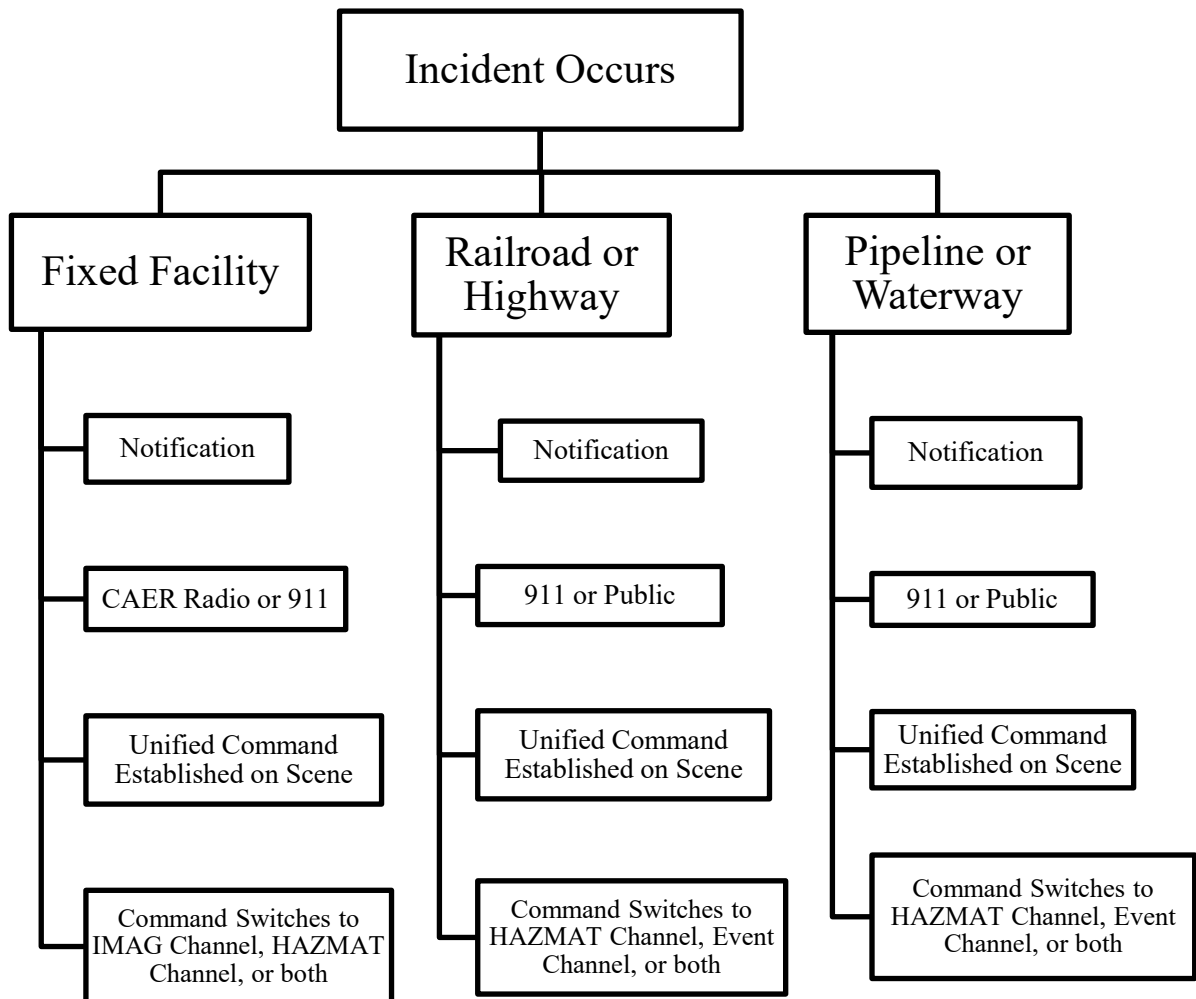 Incident Occurs
Fixed Facility
Notification
CAER Radio or 911
Unified Command
Established on Scene
Command Switches to
IMAG Channel, HAZMAT
Channel, or both
Railroad or
Highway
Notification
911 or Public
Unified Command
Established on Scene
Command Switches to
HAZMAT Channel, Event
Channel, or both
Pipeline or
Waterway
Notification
911 or Public
Unified Command
Established on Scene
Command Switches to
HAZMAT Channel, Event
Channel, or both